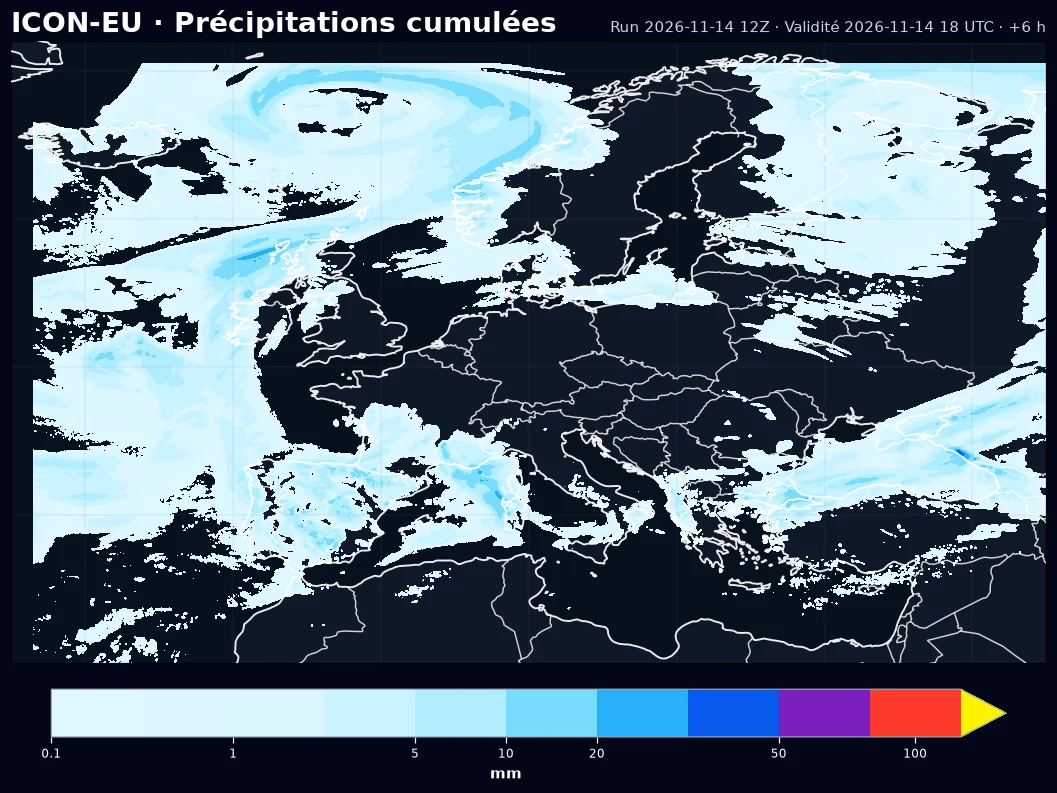 ICON-EU · Précipitations cumulées
Run 2026-11-14 12Z · Validité 2026-11-14 18 UTC · +6 h
0.1 1 5 10 20 50 100
mm